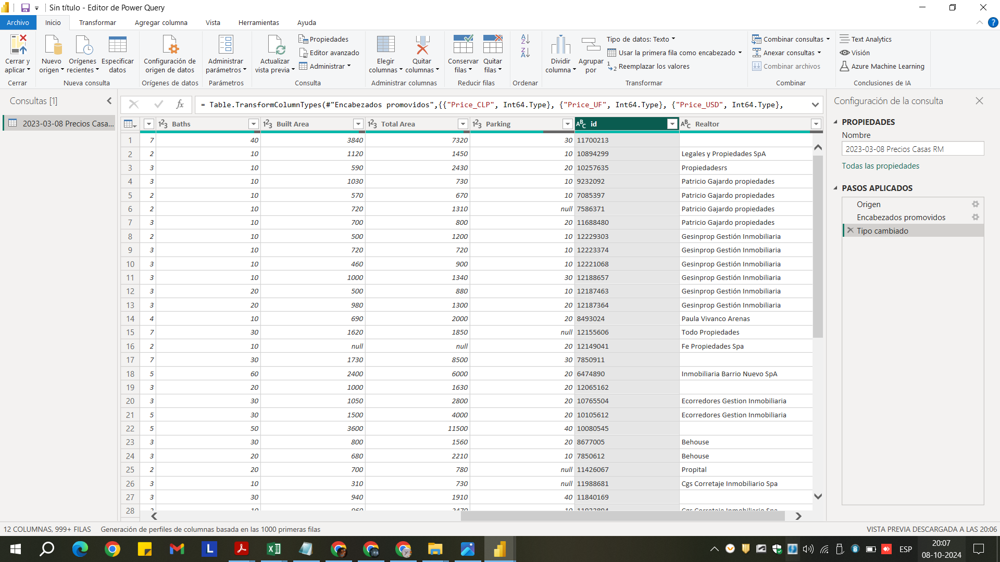 Sin título - Editor de Power Query
Archivo Inicio Transformar Agregar columna Vista Herramientas Ayuda
Cerrar y aplicar
Nuevo origen
Orígenes recientes
Especificar datos
Configuración de origen de datos
Administrar parámetros
Actualizar vista previa
Propiedades
Editor avanzado
Administrar
Elegir columnas
Quitar columnas
Conservar filas
Quitar filas
Dividir columna
Agrupar por
Tipo de datos: Texto
Usar la primera fila como encabezado
Reemplazar los valores
Combinar consultas
Anexar consultas
Combinar archivos
Text Analytics
Visión
Azure Machine Learning
Cerrar Nueva consulta Orígenes de datos Parámetros Consulta Administrar columnas Reducir filas Ordenar Transformar Combinar Conclusiones de IA
Consultas [1]
2023-03-08 Precios Casa...
fx = Table.TransformColumnTypes(#"Encabezados promovidos",{{"Price_CLP", Int64.Type}, {"Price_UF", Int64.Type}, {"Price_USD", Int64.Type},
123 Baths 123 Built Area 123 Total Area 123 Parking ABC id ABC Realtor
1 7 40 3840 7320 30 11700213
2 2 10 1120 1450 10 10894299 Legales y Propiedades SpA
3 3 10 590 2430 20 10257635 Propiedadesrs
4 3 10 1030 730 10 9232092 Patricio Gajardo propiedades
5 2 10 570 670 10 7085397 Patricio Gajardo propiedades
6 2 10 720 1310 null 7586371 Patricio Gajardo propiedades
7 3 10 700 800 20 11688480 Patricio Gajardo propiedades
8 2 10 500 1200 10 12229303 Gesinprop Gestión Inmobiliaria
9 3 10 720 720 10 12223374 Gesinprop Gestión Inmobiliaria
10 3 10 460 900 10 12221068 Gesinprop Gestión Inmobiliaria
11 3 10 1000 1340 30 12188657 Gesinprop Gestión Inmobiliaria
12 3 20 500 880 10 12187463 Gesinprop Gestión Inmobiliaria
13 3 20 980 1300 20 12187364 Gesinprop Gestión Inmobiliaria
14 4 10 690 2000 20 8493024 Paula Vivanco Arenas
15 7 30 1620 1850 null 12155606 Todo Propiedades
16 2 10 null null 20 12149041 Fe Propiedades Spa
17 7 30 1730 8500 30 7850911
18 5 60 2400 6000 20 6474890 Inmobiliaria Barrio Nuevo SpA
19 3 20 1000 1630 20 12065162
20 3 30 1050 2800 20 10765504 Ecorredores Gestion Inmobiliaria
21 5 30 1500 4000 20 10105612 Ecorredores Gestion Inmobiliaria
22 5 50 3600 11500 40 10080545
23 3 30 800 1560 20 8677005 Behouse
24 3 20 680 2210 10 7850612 Behouse
25 2 20 700 780 null 11426067 Propital
26 3 10 310 730 null 11988681 Cgs Corretaje Inmobiliario Spa
27 3 30 940 1910 40 11840169
28
Configuración de la consulta
PROPIEDADES
Nombre
2023-03-08 Precios Casas RM
Todas las propiedades
PASOS APLICADOS
Origen
Encabezados promovidos
Tipo cambiado
12 COLUMNAS, 999+ FILAS Generación de perfiles de columnas basada en las 1000 primeras filas VISTA PREVIA DESCARGADA A LAS 20:06
ESP
20:07
08-10-2024